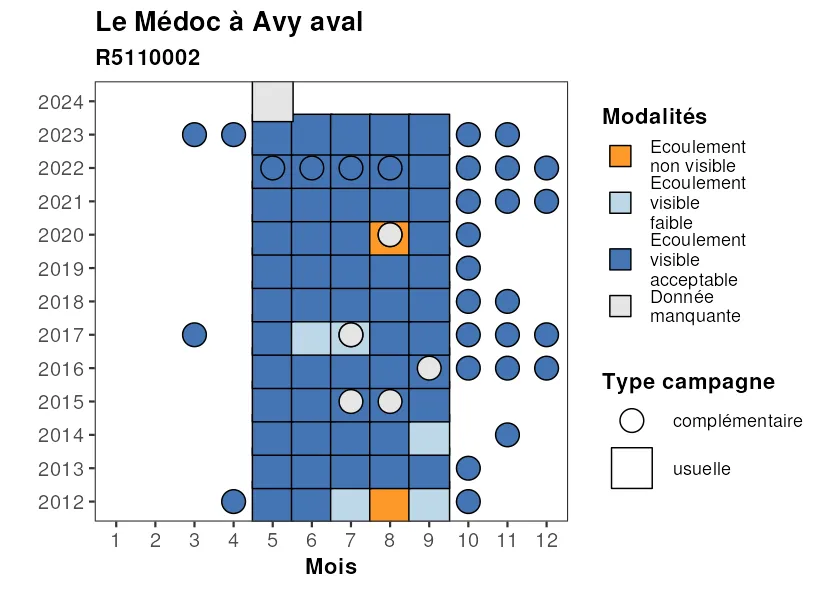 Le Médoc à Avy aval
R5110002
2024
2023
2022
2021
2020
2019
2018
2017
2016
2015
2014
2013
2012
1 2 3 4 5 6 7 8 9 10 11 12
Mois
Modalités
Ecoulement
non visible
Ecoulement
visible
faible
Ecoulement
visible
acceptable
Donnée
manquante
Type campagne
complémentaire
usuelle